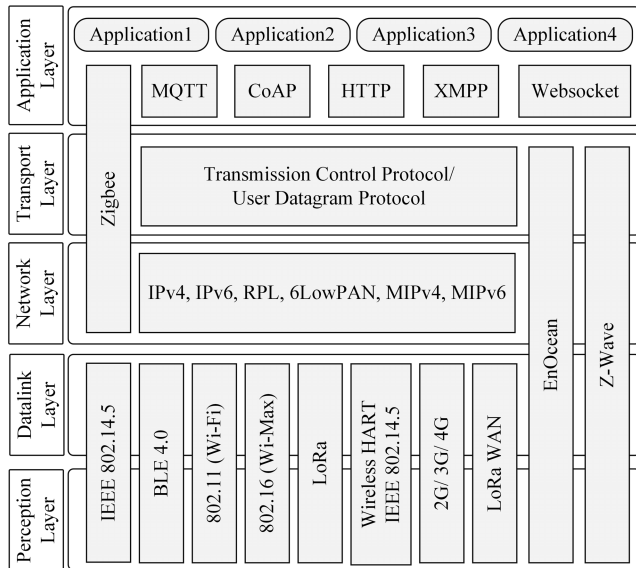 Application Layer
Application1
Application2
Application3
Application4
MQTT
CoAP
HTTP
XMPP
Websocket
Zigbee
Transport Layer
Transmission Control Protocol/
User Datagram Protocol
Network Layer
IPv4, IPv6, RPL, 6LowPAN, MIPv4, MIPv6
EnOcean
Z-Wave
Datalink Layer
Perception Layer
IEEE 802.14.5
BLE 4.0
802.11 (Wi-Fi)
802.16 (Wi-Max)
LoRa
Wireless HART
IEEE 802.14.5
2G/ 3G/ 4G
LoRa WAN